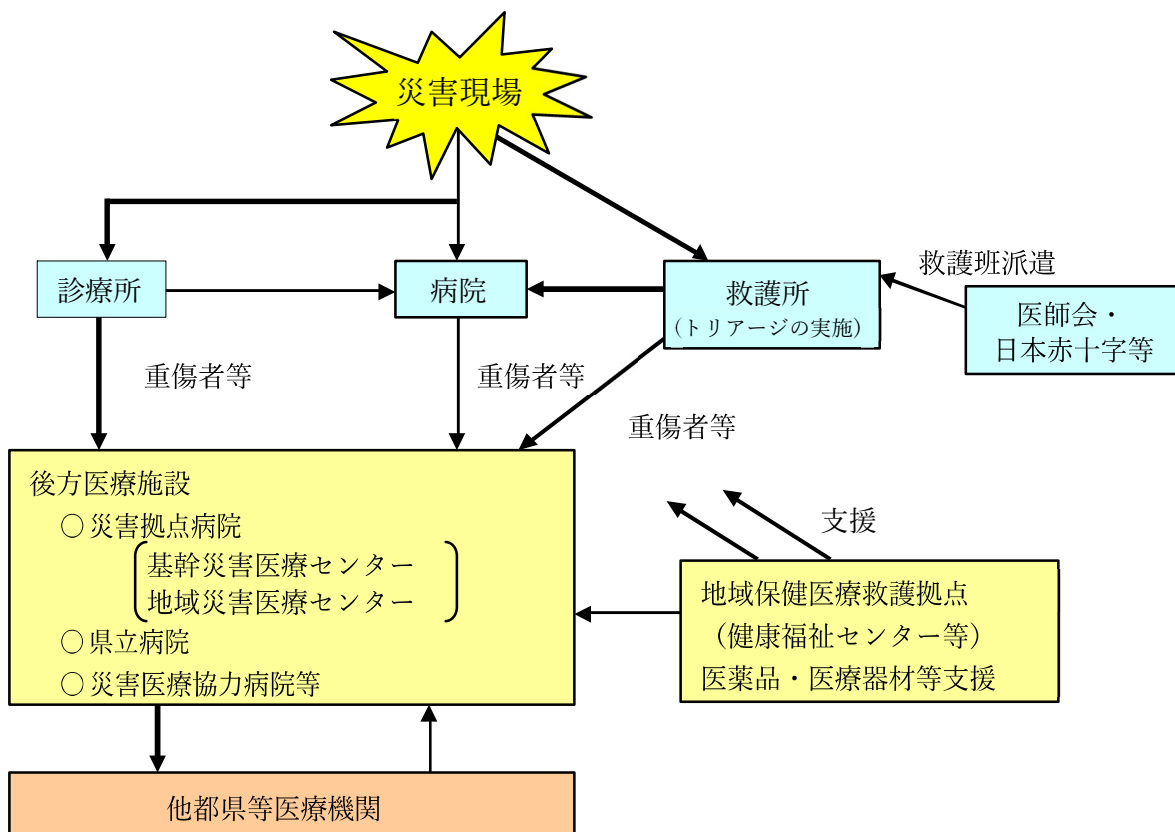 災害現場
診療所
病院
救護所
（トリアージの実施）
救護班派遣
医師会・
日本赤十字等
重傷者等
重傷者等
重傷者等
後方医療施設
○災害拠点病院
基幹災害医療センター
地域災害医療センター
○県立病院
○災害医療協力病院等
支援
地域保健医療救護拠点
（健康福祉センター等）
医薬品・医療器材等支援
他都県等医療機関